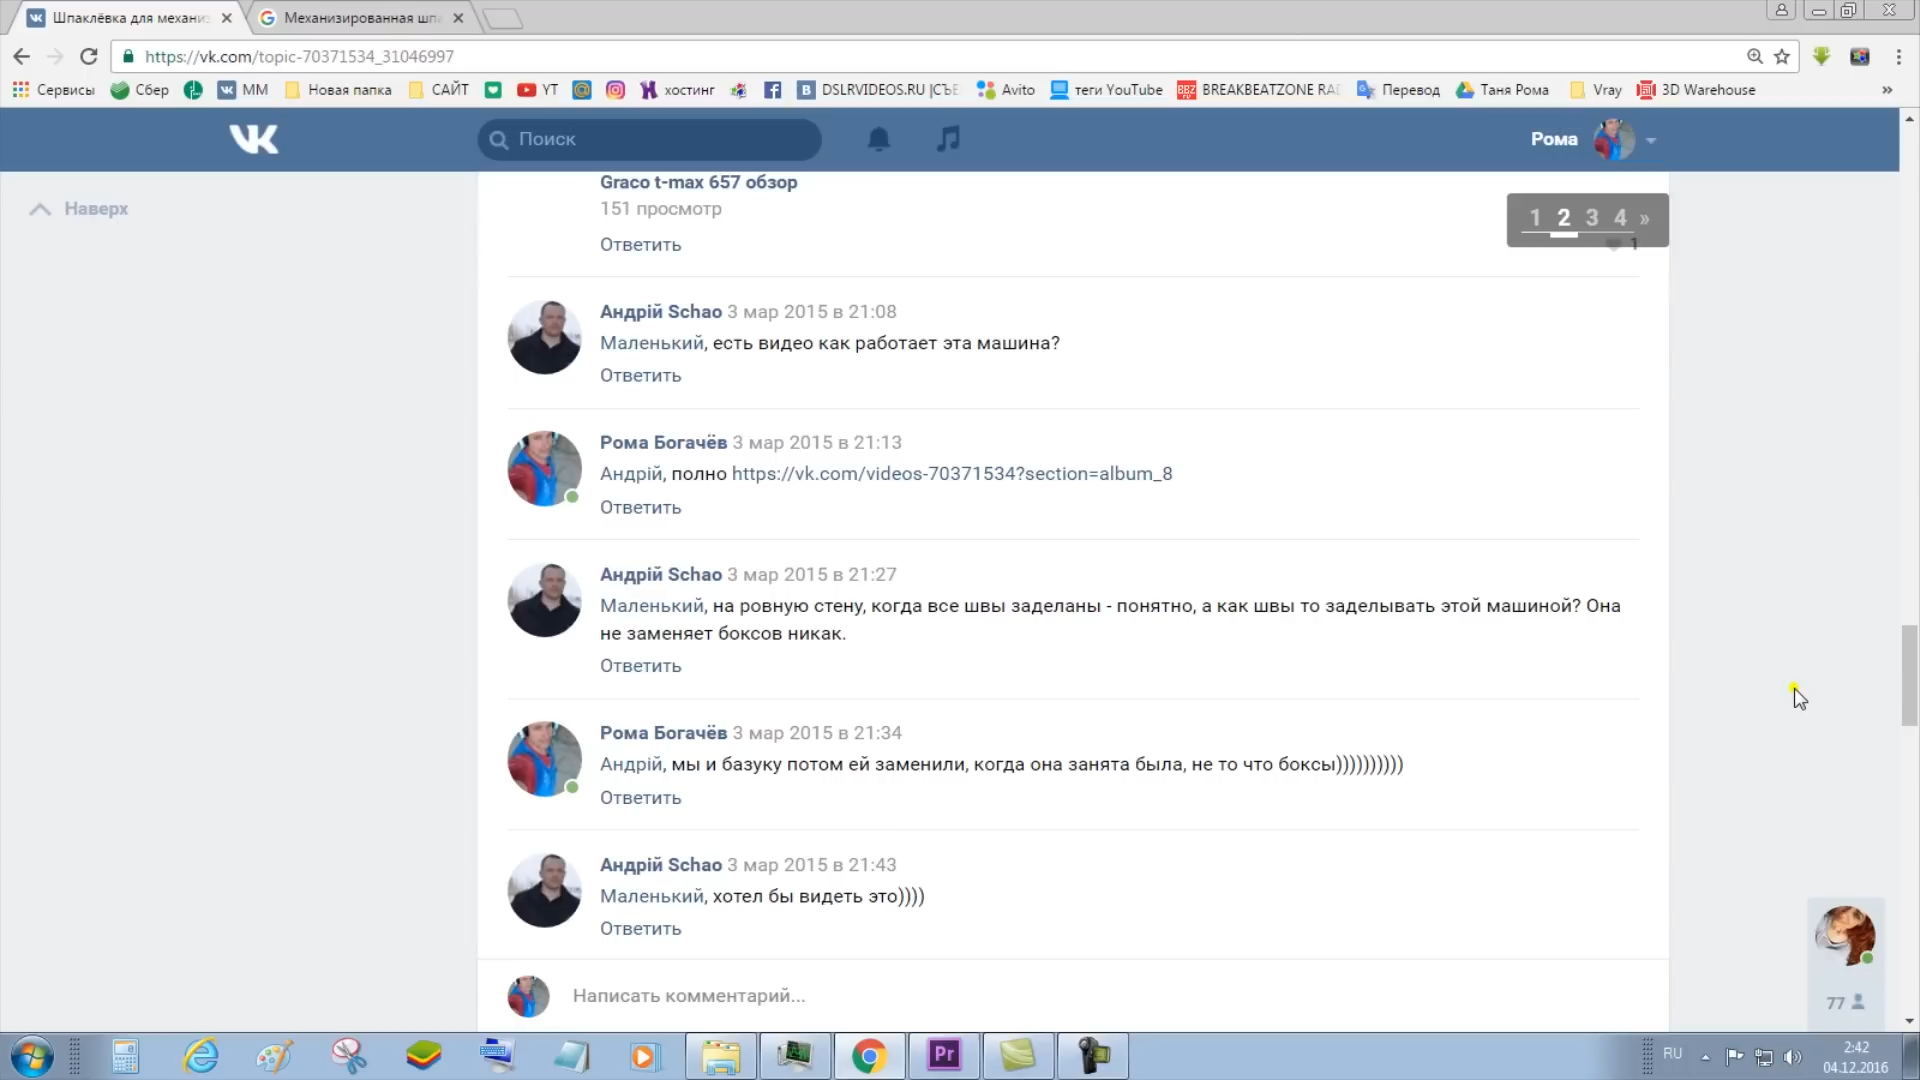 Шпаклёвка для механиз
Механизированная шп
https://vk.com/topic-70371534_31046997
Сервисы
Сбер
ММ
Новая папка
САЙТ
YT
хостинг
DSLRVIDEOS.RU |СЪЕ
Avito
теги YouTube
BREAKBEATZONE RA
Перевод
Таня Рома
Vray
3D Warehouse
»
Поиск
Рома
Наверх
Graco t-max 657 обзор
151 просмотр
Ответить
1 2 3 4 »
1
Андрій Schao 3 мар 2015 в 21:08
Маленький, есть видео как работает эта машина?
Ответить
Рома Богачёв 3 мар 2015 в 21:13
Андрій, полно https://vk.com/videos-70371534?section=album_8
Ответить
Андрій Schao 3 мар 2015 в 21:27
Маленький, на ровную стену, когда все швы заделаны - понятно, а как швы то заделывать этой машиной? Она
не заменяет боксов никак.
Ответить
Рома Богачёв 3 мар 2015 в 21:34
Андрій, мы и базуку потом ей заменили, когда она занята была, не то что боксы))))))))))
Ответить
Андрій Schao 3 мар 2015 в 21:43
Маленький, хотел бы видеть это))))
Ответить
Написать комментарий...
77
Pr
RU
2:42
04.12.2016